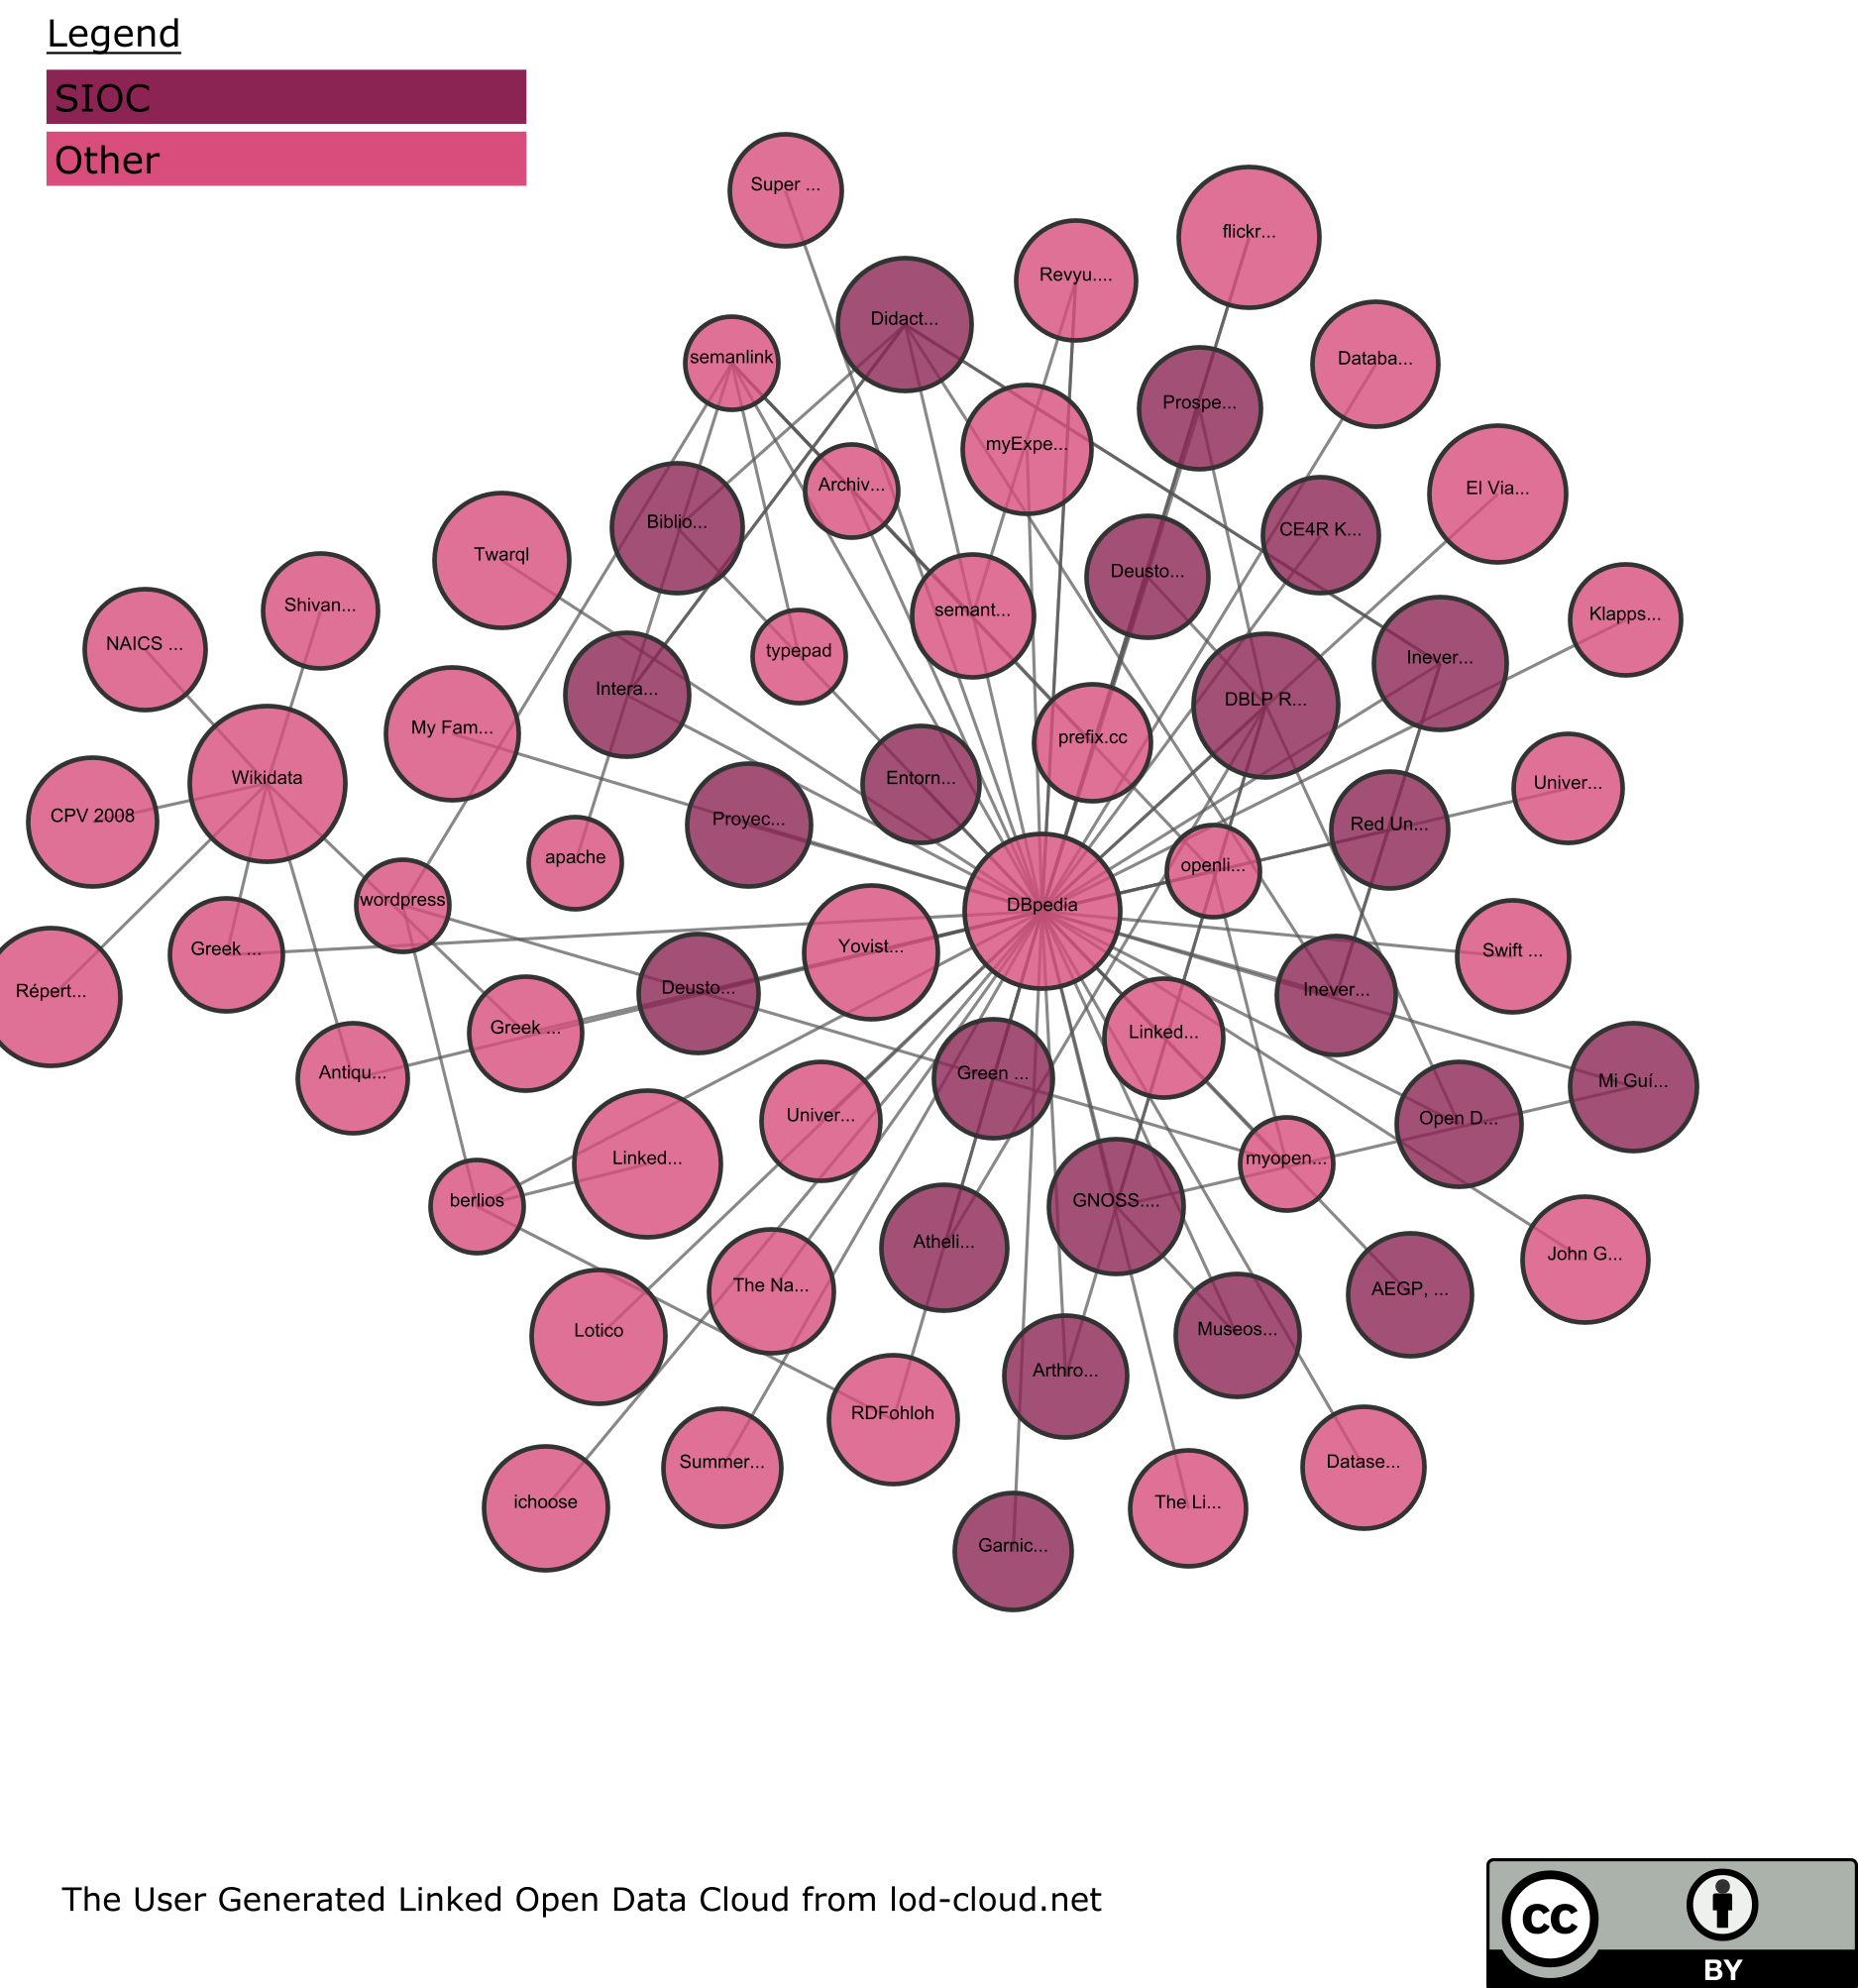 Legend
SIOC
Other
Super ...
flickr...
Revyu....
Didact...
semanlink
Databa...
Prospe...
myExpe...
Archiv...
El Via...
Biblio...
CE4R K...
Twarql
Deusto...
Shivan...
semant...
Klapps...
NAICS ...
typepad
Inever...
Intera...
DBLP R...
My Fam...
prefix.cc
Wikidata
Entorn...
Univer...
CPV 2008
Proyec...
Red Un...
apache
openli...
wordpress
DBpedia
Greek ...
Yovist...
Swift ...
Répert...
Deusto...
Inever...
Greek ...
Linked...
Antiqu...
Green ...
Mi Guí...
Univer...
Open D...
Linked...
myopen...
berlios
GNOSS....
Atheli...
John G...
The Na...
AEGP, ...
Lotico
Museos...
Arthro...
RDFohloh
Summer...
Datase...
ichoose
The Li...
Garnic...
The User Generated Linked Open Data Cloud from lod-cloud.net
cc
BY